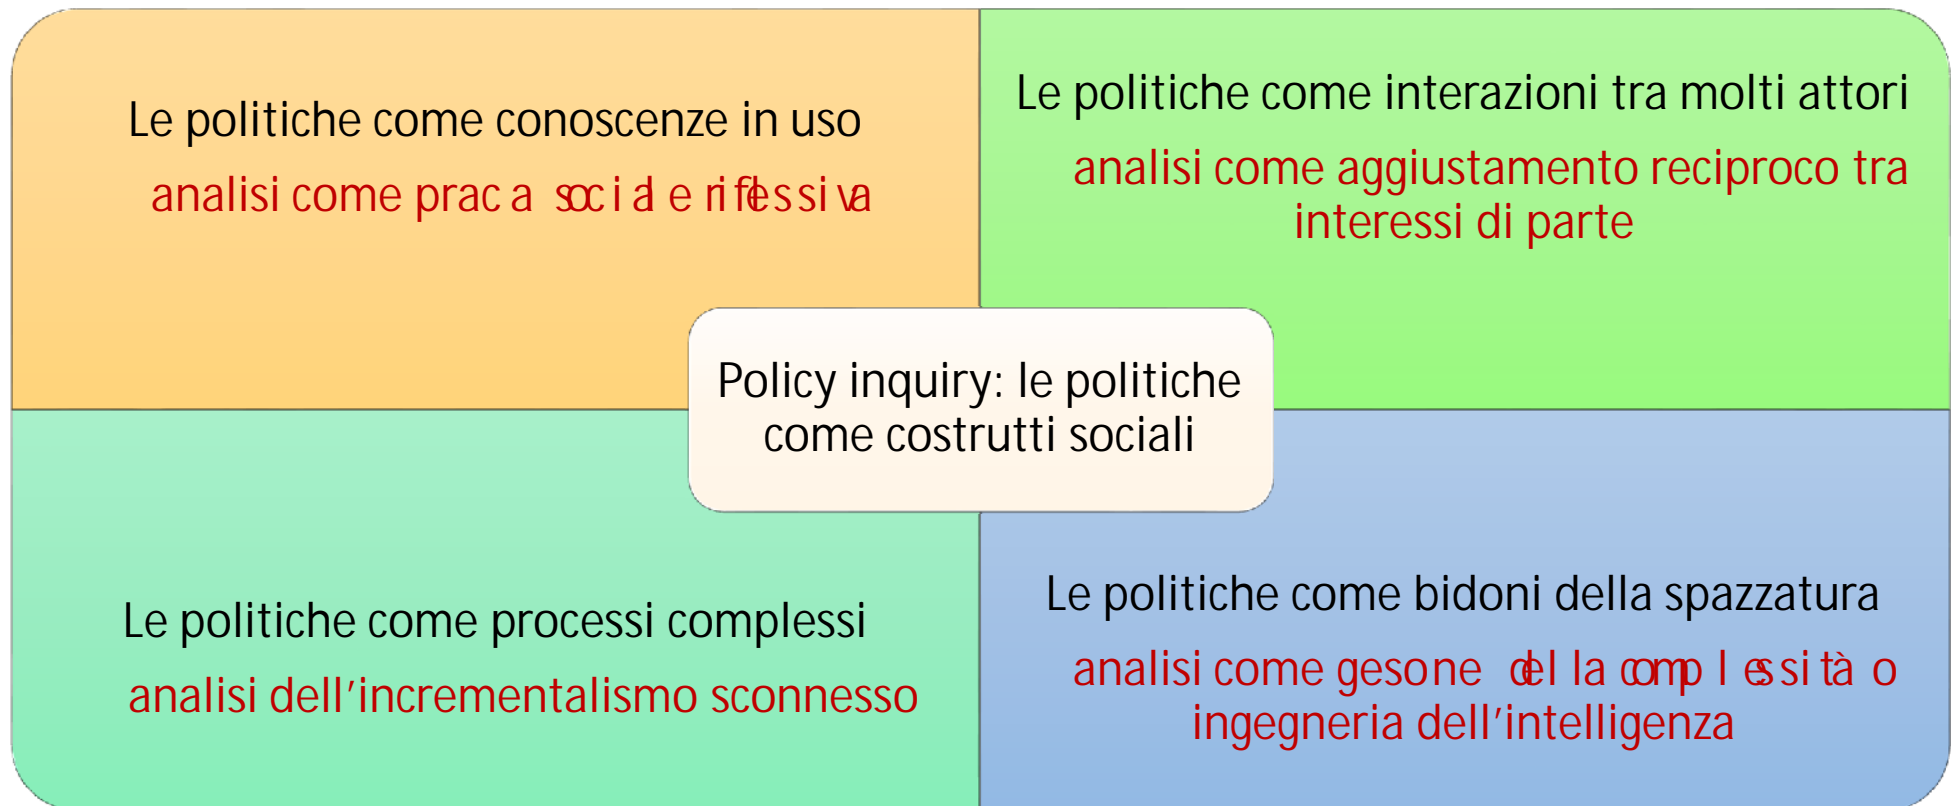 Le politiche come conoscenze in uso
analisi come praca sociale riflessiva
Le politiche come interazioni tra molti attori
analisi come aggiustamento reciproco tra
interessi di parte
Policy inquiry: le politiche
come costrutti sociali
Le politiche come processi complessi
analisi dell’incrementalismo sconnesso
Le politiche come bidoni della spazzatura
analisi come gesone della complessità o
ingegneria dell’intelligenza